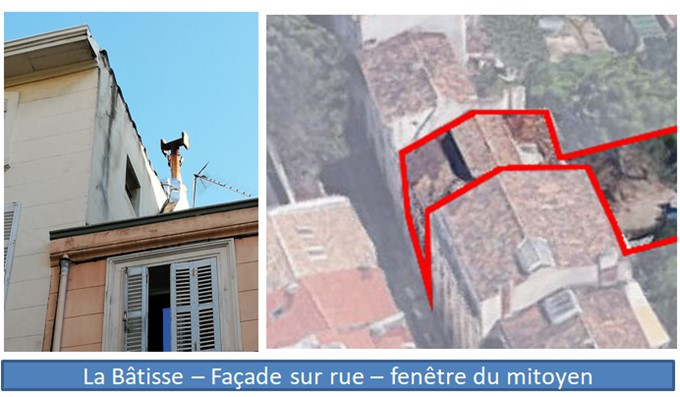 La Bâtisse – Façade sur rue – fenêtre du mitoyen